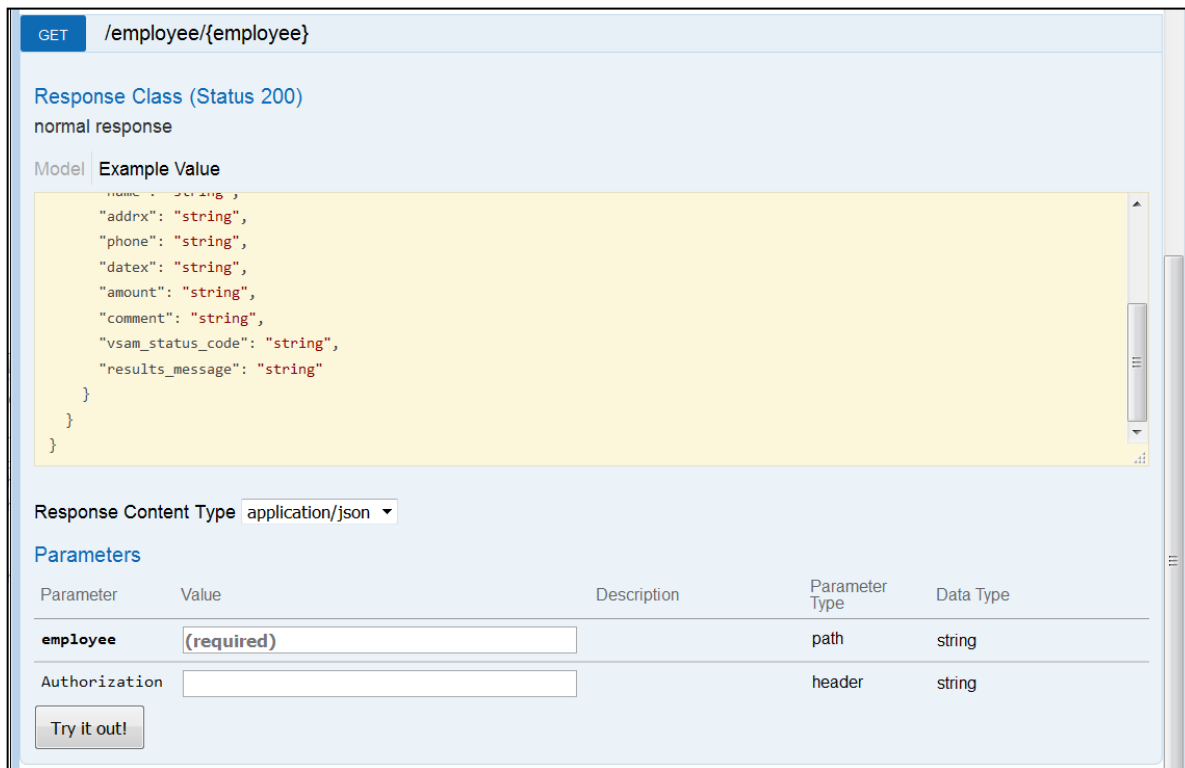 GET /employee/{employee}
Response Class (Status 200)
normal response
Model Example Value
"name": "string",
"addrx": "string",
"phone": "string",
"datex": "string",
"amount": "string",
"comment": "string",
"vsam_status_code": "string",
"results_message": "string"
}
}
}
Response Content Type application/json
Parameters
Parameter Value Description Parameter Type Data Type
employee (required) path string
Authorization header string
Try it out!